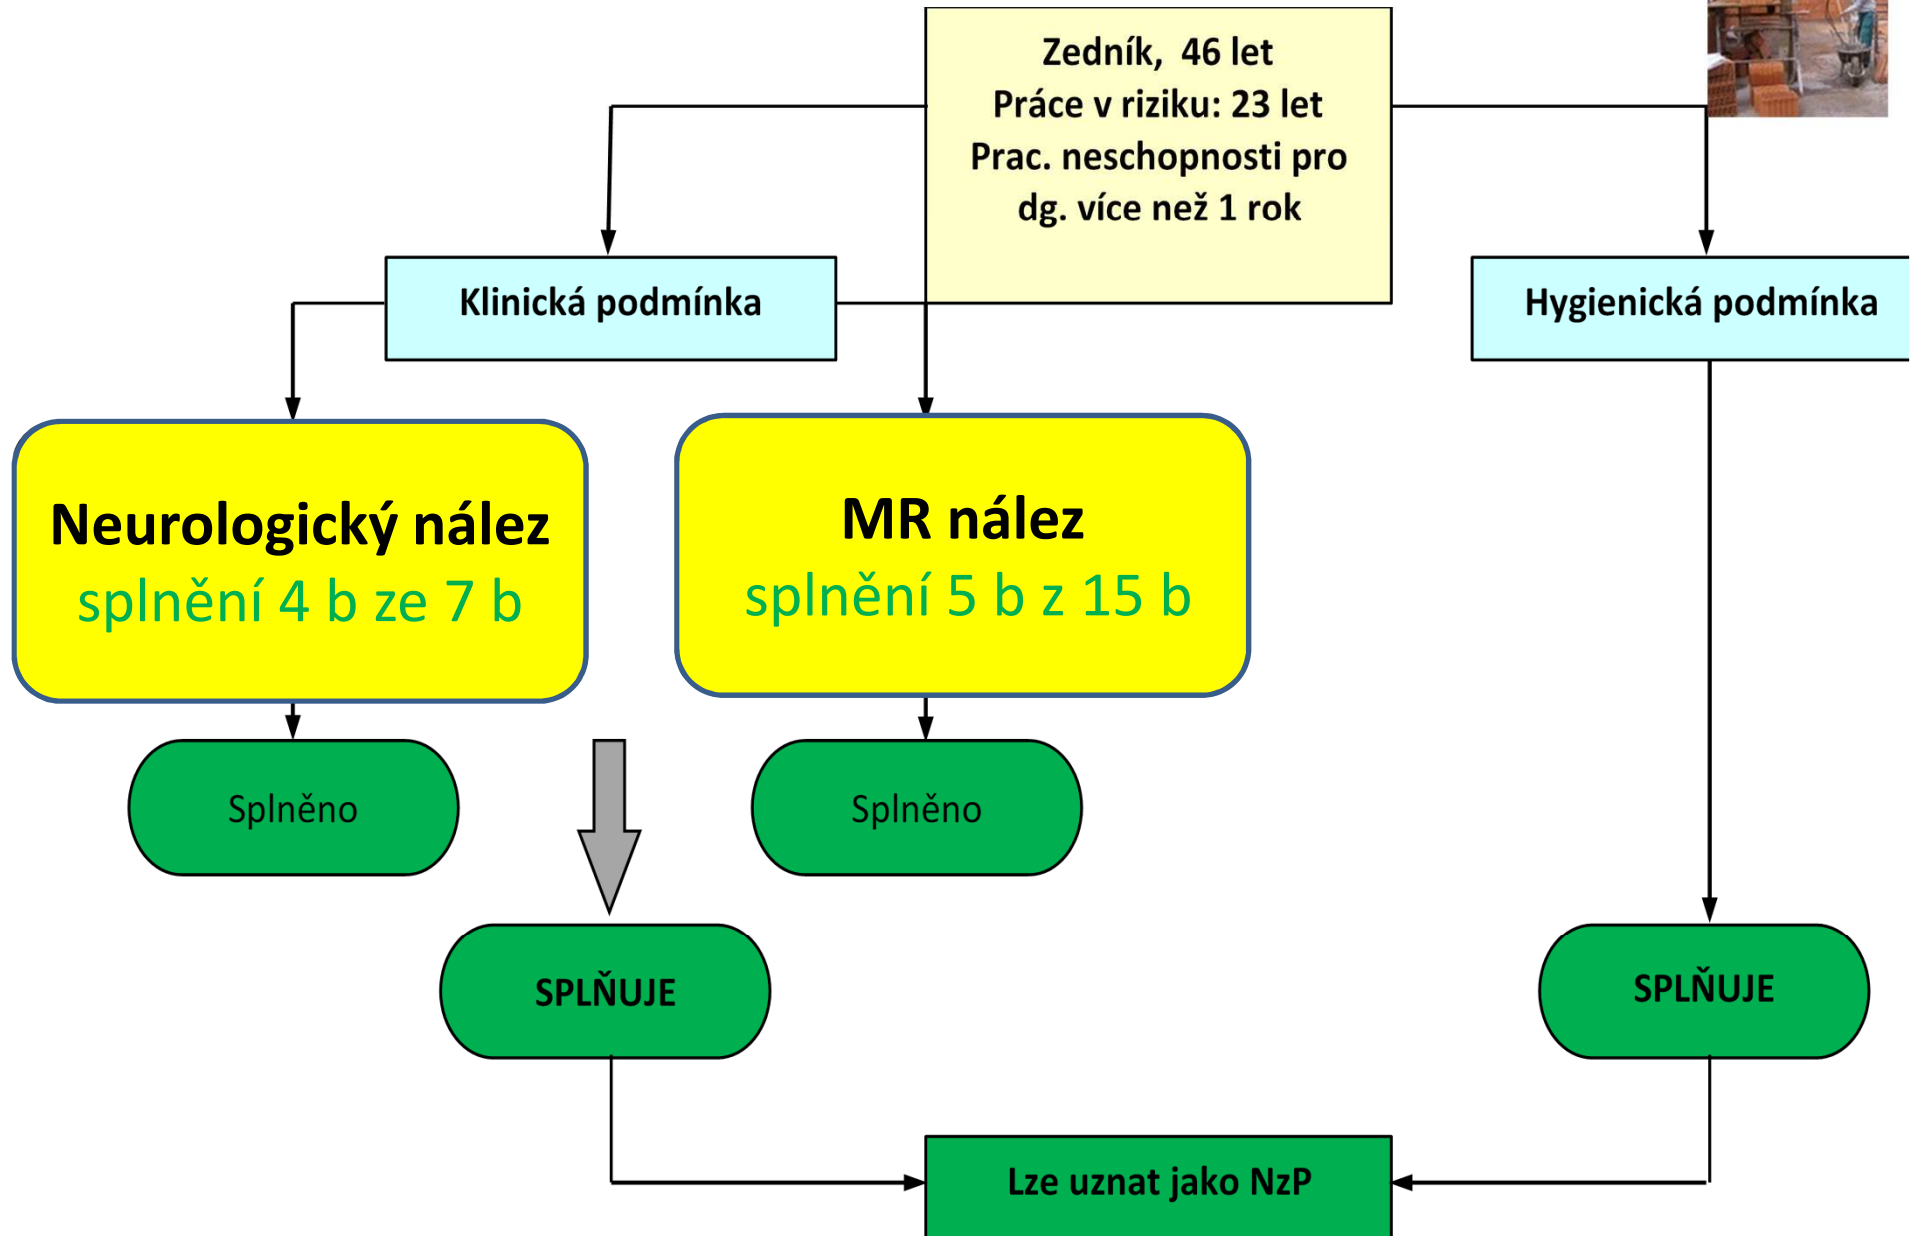 Zedník, 46 let
Práce v riziku: 23 let
Prac. neschopnosti pro
dg. více než 1 rok
Klinická podmínka
Hygienická podmínka
Neurologický nález
splnění 4 b ze 7 b
MR nález
splnění 5 b z 15 b
Splněno
Splněno
SPLŇUJE
SPLŇUJE
Lze uznat jako NzP